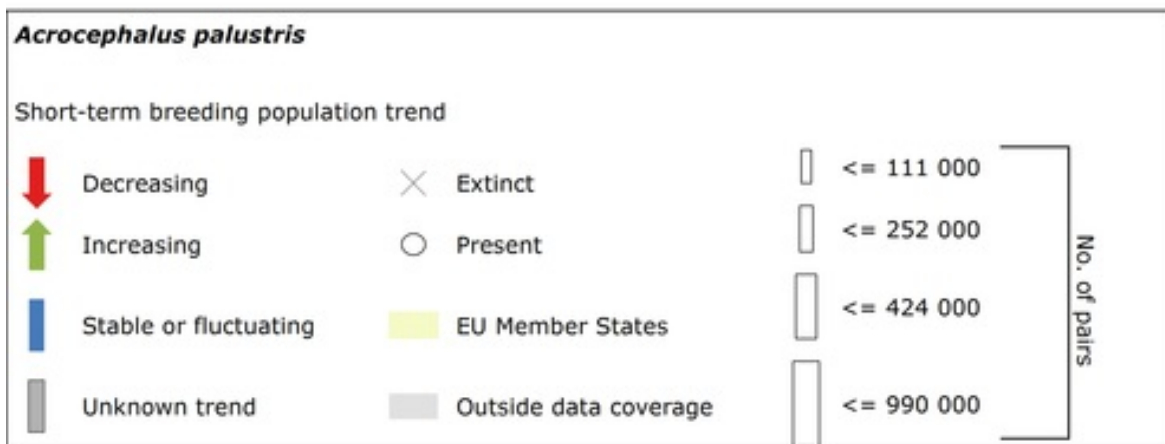 Acrocephalus palustris
Short-term breeding population trend
Decreasing
Increasing
Stable or fluctuating
Unknown trend
Extinct
Present
EU Member States
Outside data coverage
<= 111 000
<= 252 000
<= 424 000
<= 990 000
No. of pairs